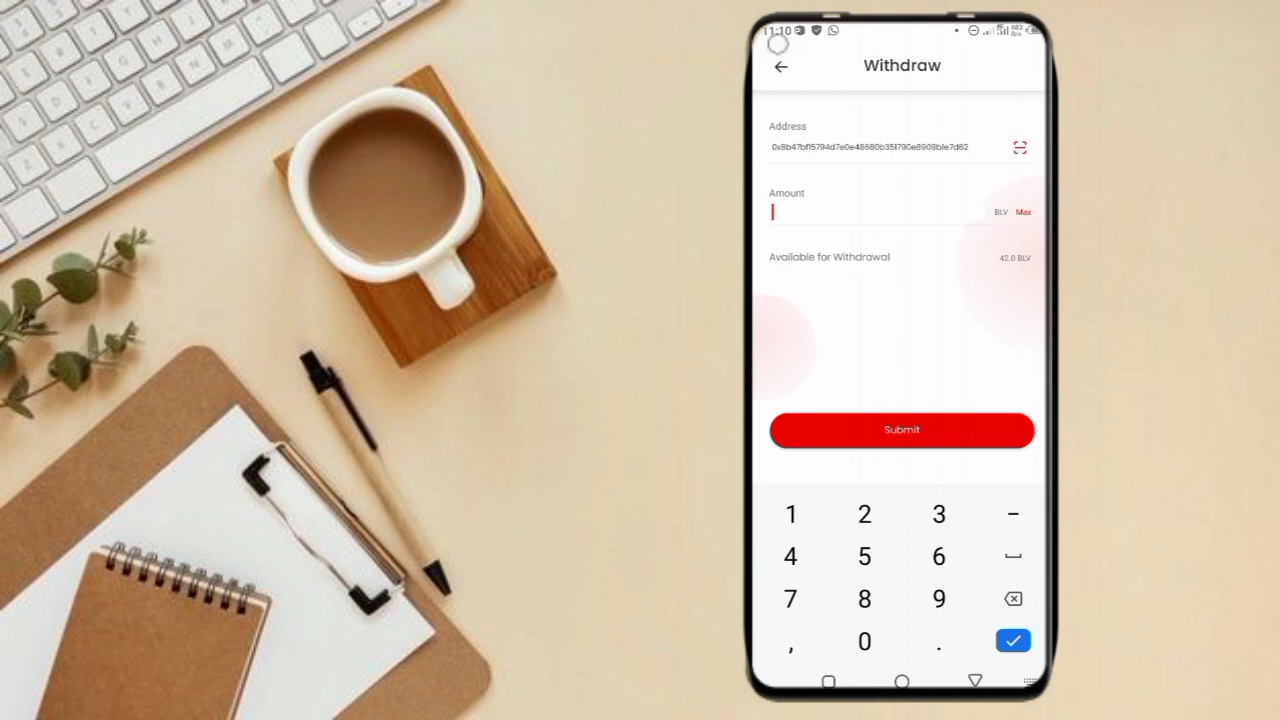 11:10
Withdraw
Address
0x8b47bf15794d7e0e48680b351790e8909b1e7d62
Amount
BLV Max
Available for Withdrawal 42.0 BLV
Submit
1 2 3 -
4 5 6
7 8 9
, 0 .